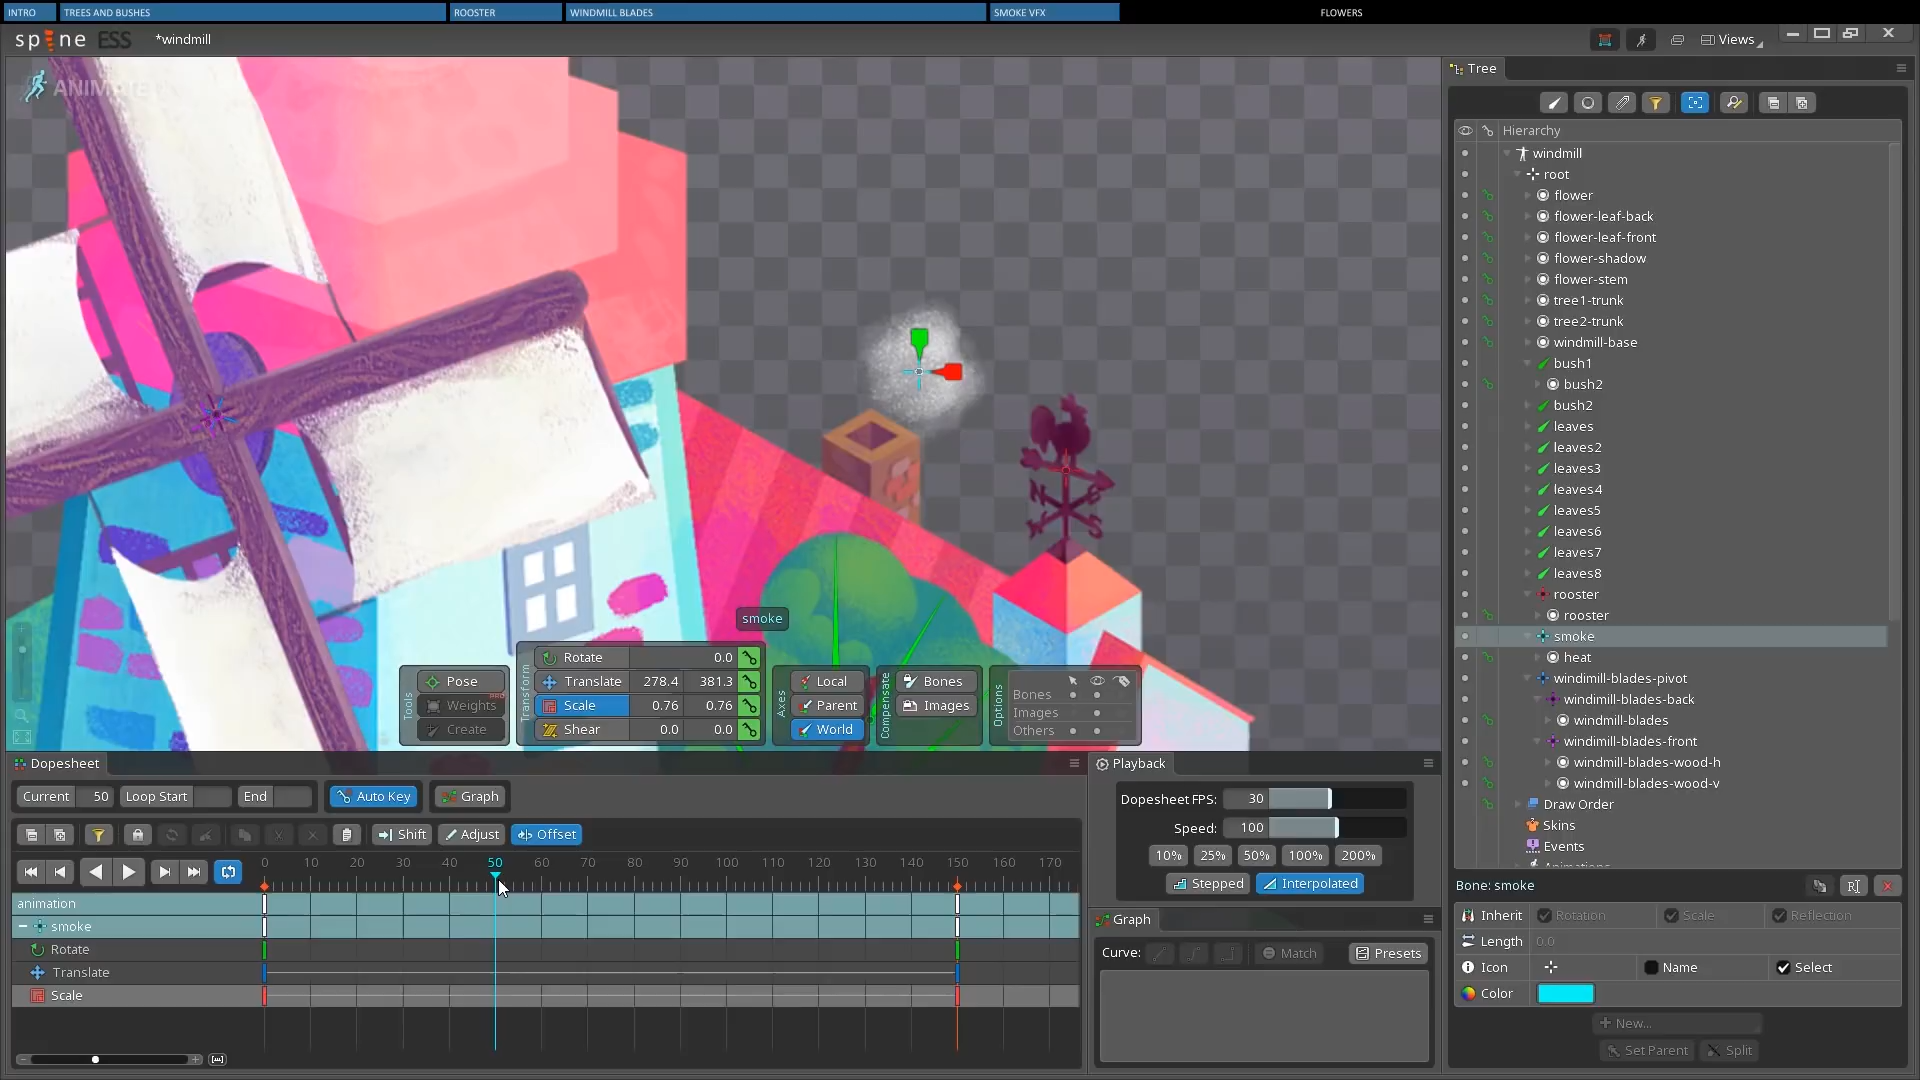 INTRO TREES AND BUSHES ROOSTER WINDMILL BLADES SMOKE VFX FLOWERS
spine ESS *windmill Views
ANIMATE
Tree
Hierarchy
windmill
root
flower
flower-leaf-back
flower-leaf-front
flower-shadow
flower-stem
tree1-trunk
tree2-trunk
windmill-base
bush1
bush2
bush2
leaves
leaves2
leaves3
leaves4
leaves5
leaves6
leaves7
leaves8
rooster
rooster
smoke
heat
windimill-blades-pivot
windimill-blades-back
windmill-blades
windimill-blades-front
windmill-blades-wood-h
windmill-blades-wood-v
Draw Order
Skins
Events
Animations
N S
smoke
Tools
Pose
Weights PRO
Create
Transform
Rotate 0.0
Translate 278.4 381.3
Scale 0.76 0.76
Shear 0.0 0.0
Axes
Local
Parent
World
Compensate
Bones
Images
Options
Bones
Images
Others
Dopesheet
Current 50 Loop Start End Auto Key Graph
Shift Adjust Offset
0 10 20 30 40 50 60 70 80 90 100 110 120 130 140 150 160 170
animation
smoke
Rotate
Translate
Scale
Playback
Dopesheet FPS: 30
Speed: 100
10% 25% 50% 100% 200%
Stepped Interpolated
Graph
Curve: Match Presets
Bone: smoke
Inherit Rotation Scale Reflection
Length 0.0
Icon Name Select
Color
New...
Set Parent Split